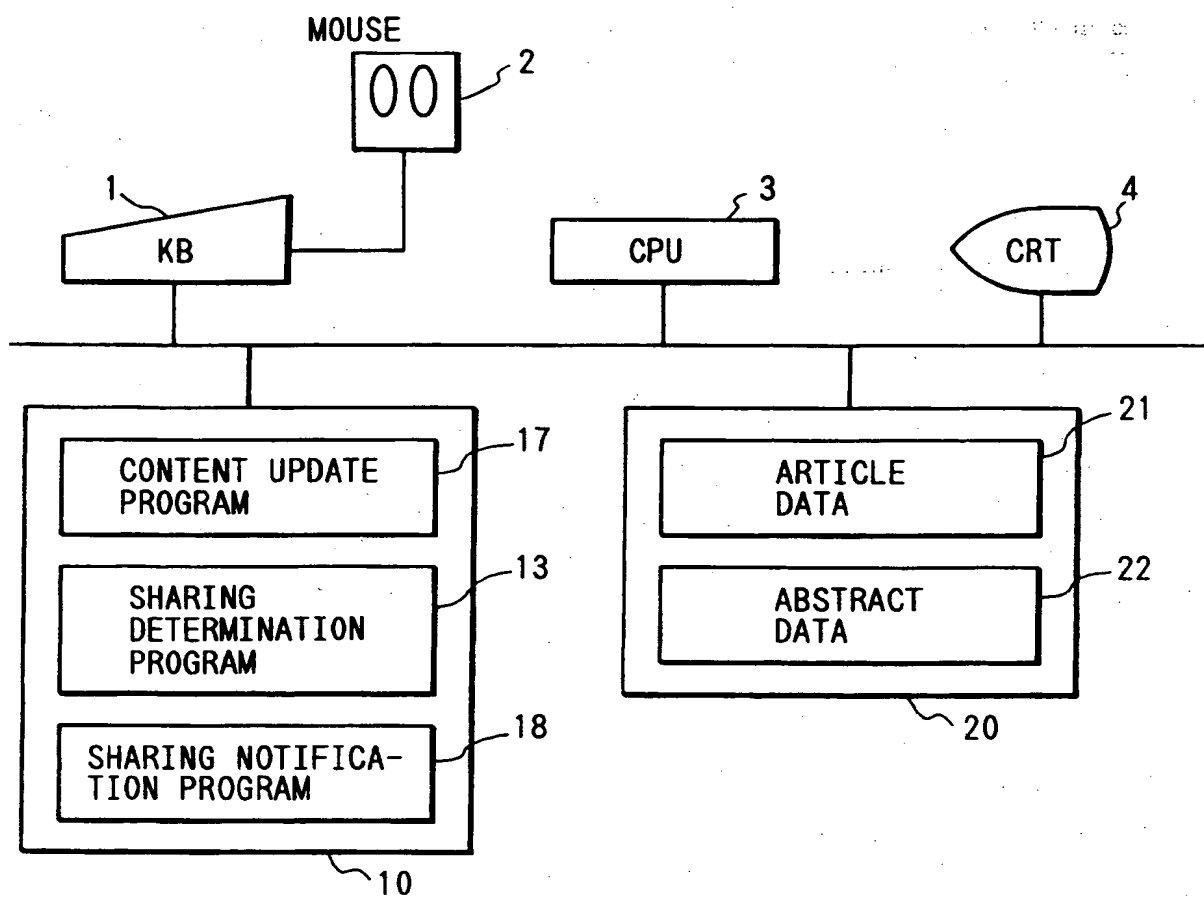 MOUSE
2
1
KB
3
CPU
4
CRT
17
CONTENT UPDATE
PROGRAM
13
SHARING
DETERMINATION
PROGRAM
18
SHARING NOTIFICA-
TION PROGRAM
10
21
ARTICLE
DATA
22
ABSTRACT
DATA
20